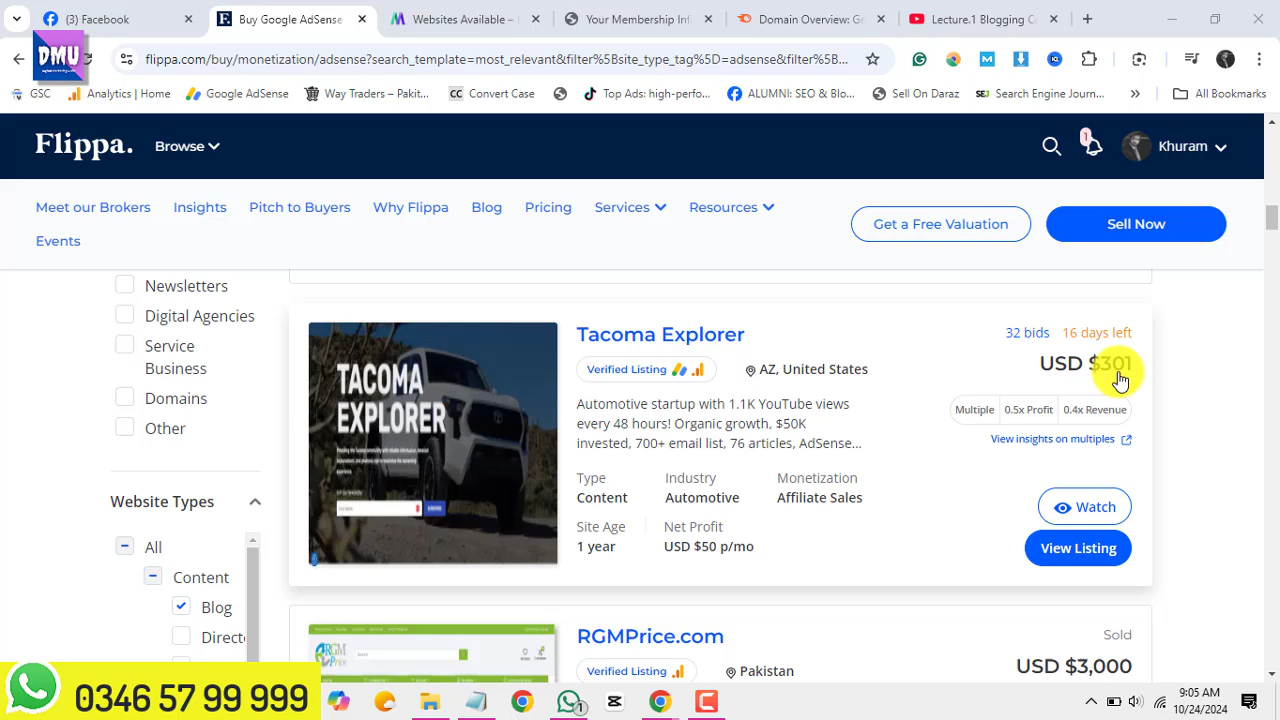 (3) Facebook
Buy Google AdSense
Websites Available –
Your Membership Inf
Domain Overview: Ge
Lecture.1 Blogging Co
DMU
flippa.com/buy/monetization/adsense?search_template=most_relevant&filter%5Bsite_type_tag%5D=adsense&filter%5B...
GSC
Analytics | Home
Google AdSense
Way Traders – Pakit...
CC Convert Case
Top Ads: high-perfo...
ALUMNI: SEO & Blo...
Sell On Daraz
SEJ Search Engine Journ...
All Bookmarks
Flippa.
Browse
1
Khuram
Meet our Brokers
Insights
Pitch to Buyers
Why Flippa
Blog
Pricing
Services
Resources
Events
Get a Free Valuation
Sell Now
Newsletters
Digital Agencies
Service
Business
Domains
Other
Website Types
All
Content
Blog
Direct
TACOMA
EXPLORER
Tacoma Explorer
Verified Listing
AZ, United States
Automotive startup with 1.1K YouTube views
every 48 hours! Organic growth, $50K
invested, 700+ email list, 76 articles, AdSense...
Type
Content
Industry
Automotive
Monetization
Affiliate Sales
Site Age
1 year
Net Profit
USD $50 p/mo
32 bids
16 days left
USD $301
Multiple
0.5x Profit
0.4x Revenue
View insights on multiples
Watch
View Listing
RGM
Price
RGMPrice.com
Verified Listing
Pakistan
Sold
USD $3,000
0346 57 99 999
1
9:05 AM
10/24/2024